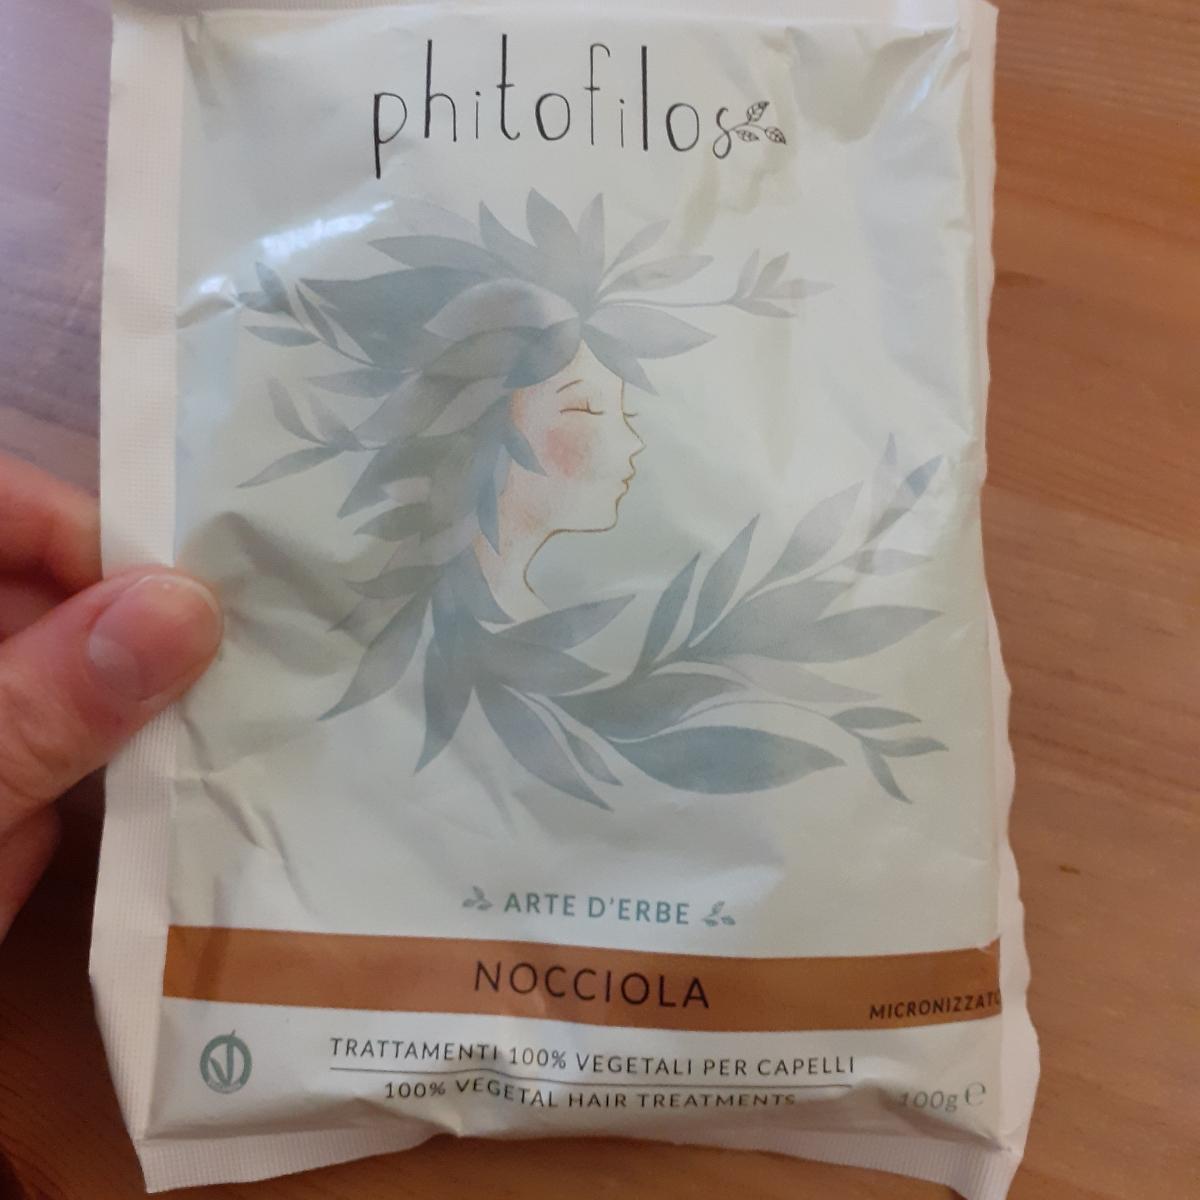 phitofilos
ARTE D'ERBE
NOCCIOLA
MICRONIZZATO
TRATTAMENTI 100% VEGETALI PER CAPELLI
100% VEGETAL HAIR TREATMENTS
100g e